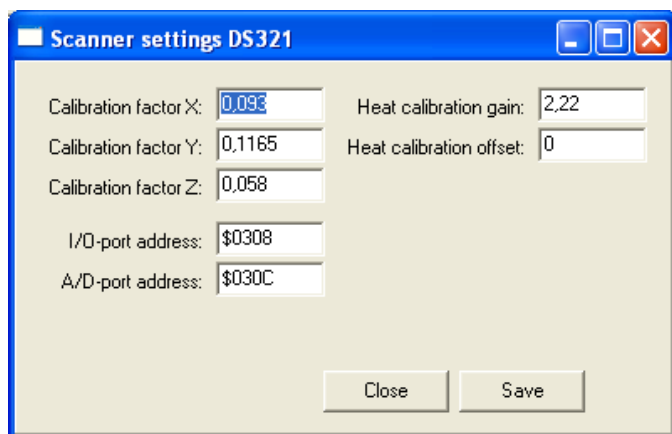 Scanner settings DS321
Calibration factor X: 0,093 Heat calibration gain: 2,22
Calibration factor Y: 0,1165 Heat calibration offset: 0
Calibration factor Z: 0,058
I/O-port address: $0308
A/D-port address: $030C
Close Save